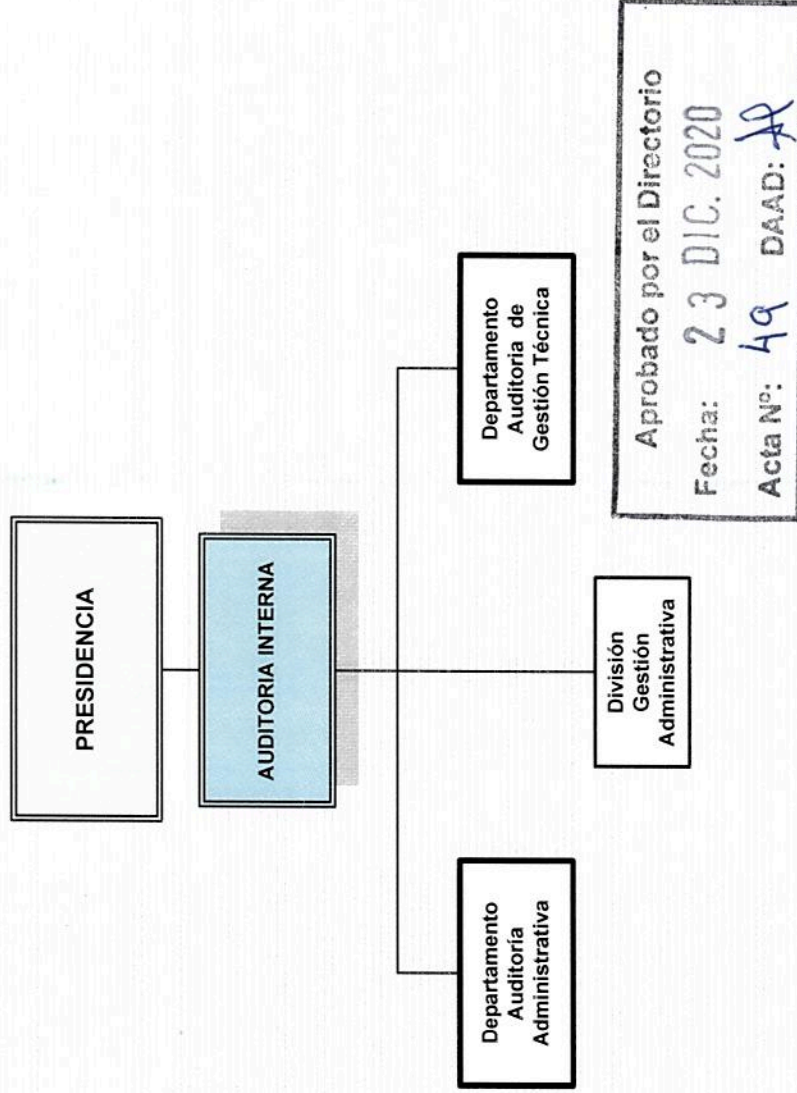 PRESIDENCIA
AUDITORIA INTERNA
Departamento
Auditoría
Administrativa
División
Gestión
Administrativa
Departamento
Auditoria de
Gestión Técnica
Aprobado por el Directorio
Fecha: 23 DIC. 2020
Acta Nº: 49 DAAD: